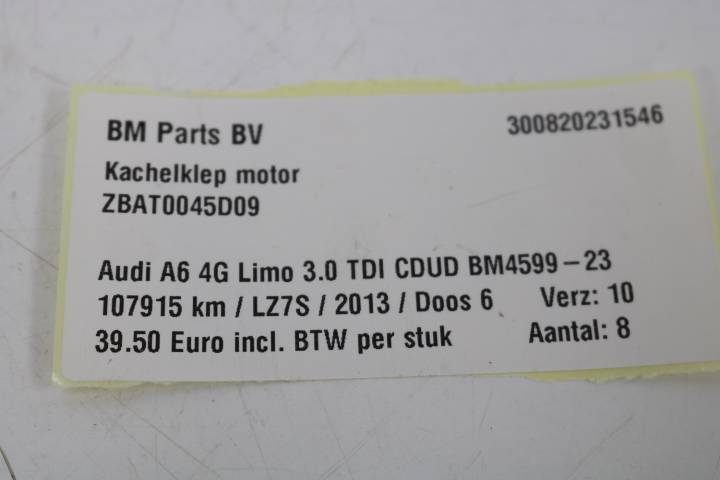 BM Parts BV 300820231546
Kachelklep motor
ZBAT0045D09
Audi A6 4G Limo 3.0 TDI CDUD BM4599-23
107915 km / LZ7S / 2013 / Doos 6 Verz: 10
39.50 Euro incl. BTW per stuk Aantal: 8